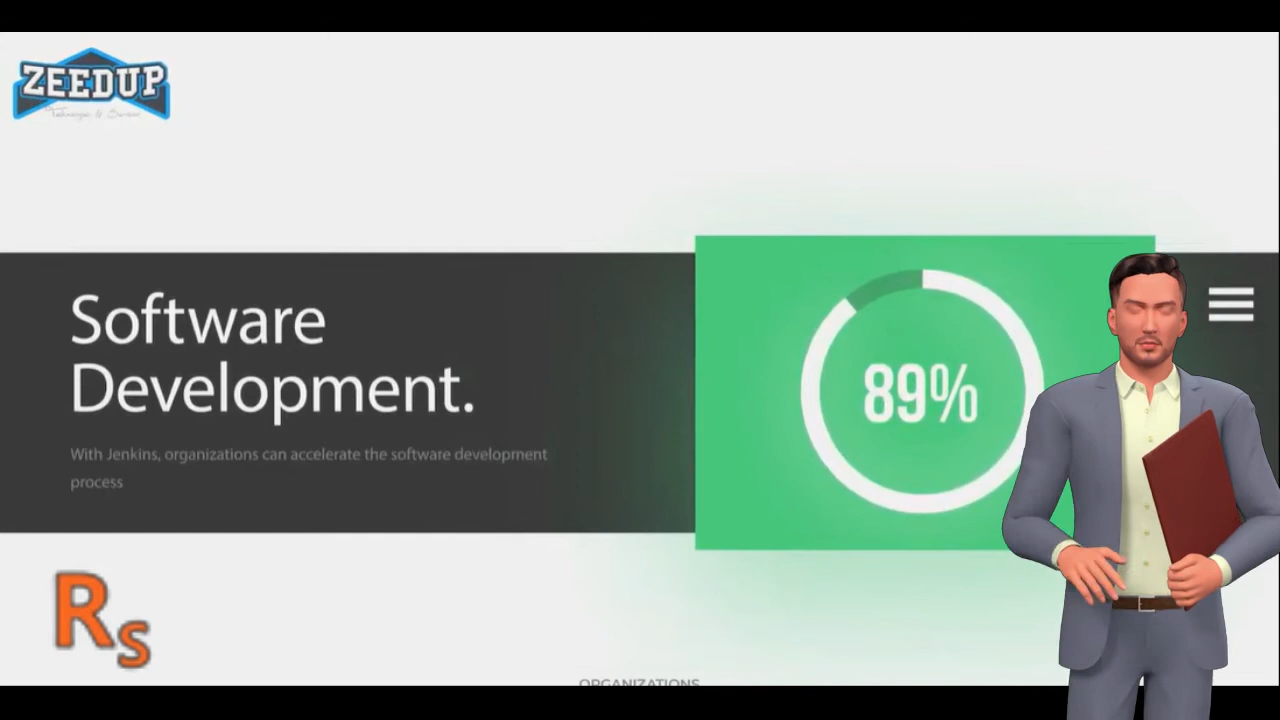 ZEEDUP
Software
Development.
With Jenkins, organizations can accelerate the software development
process
89%
Rs
ORGANIZATIONS